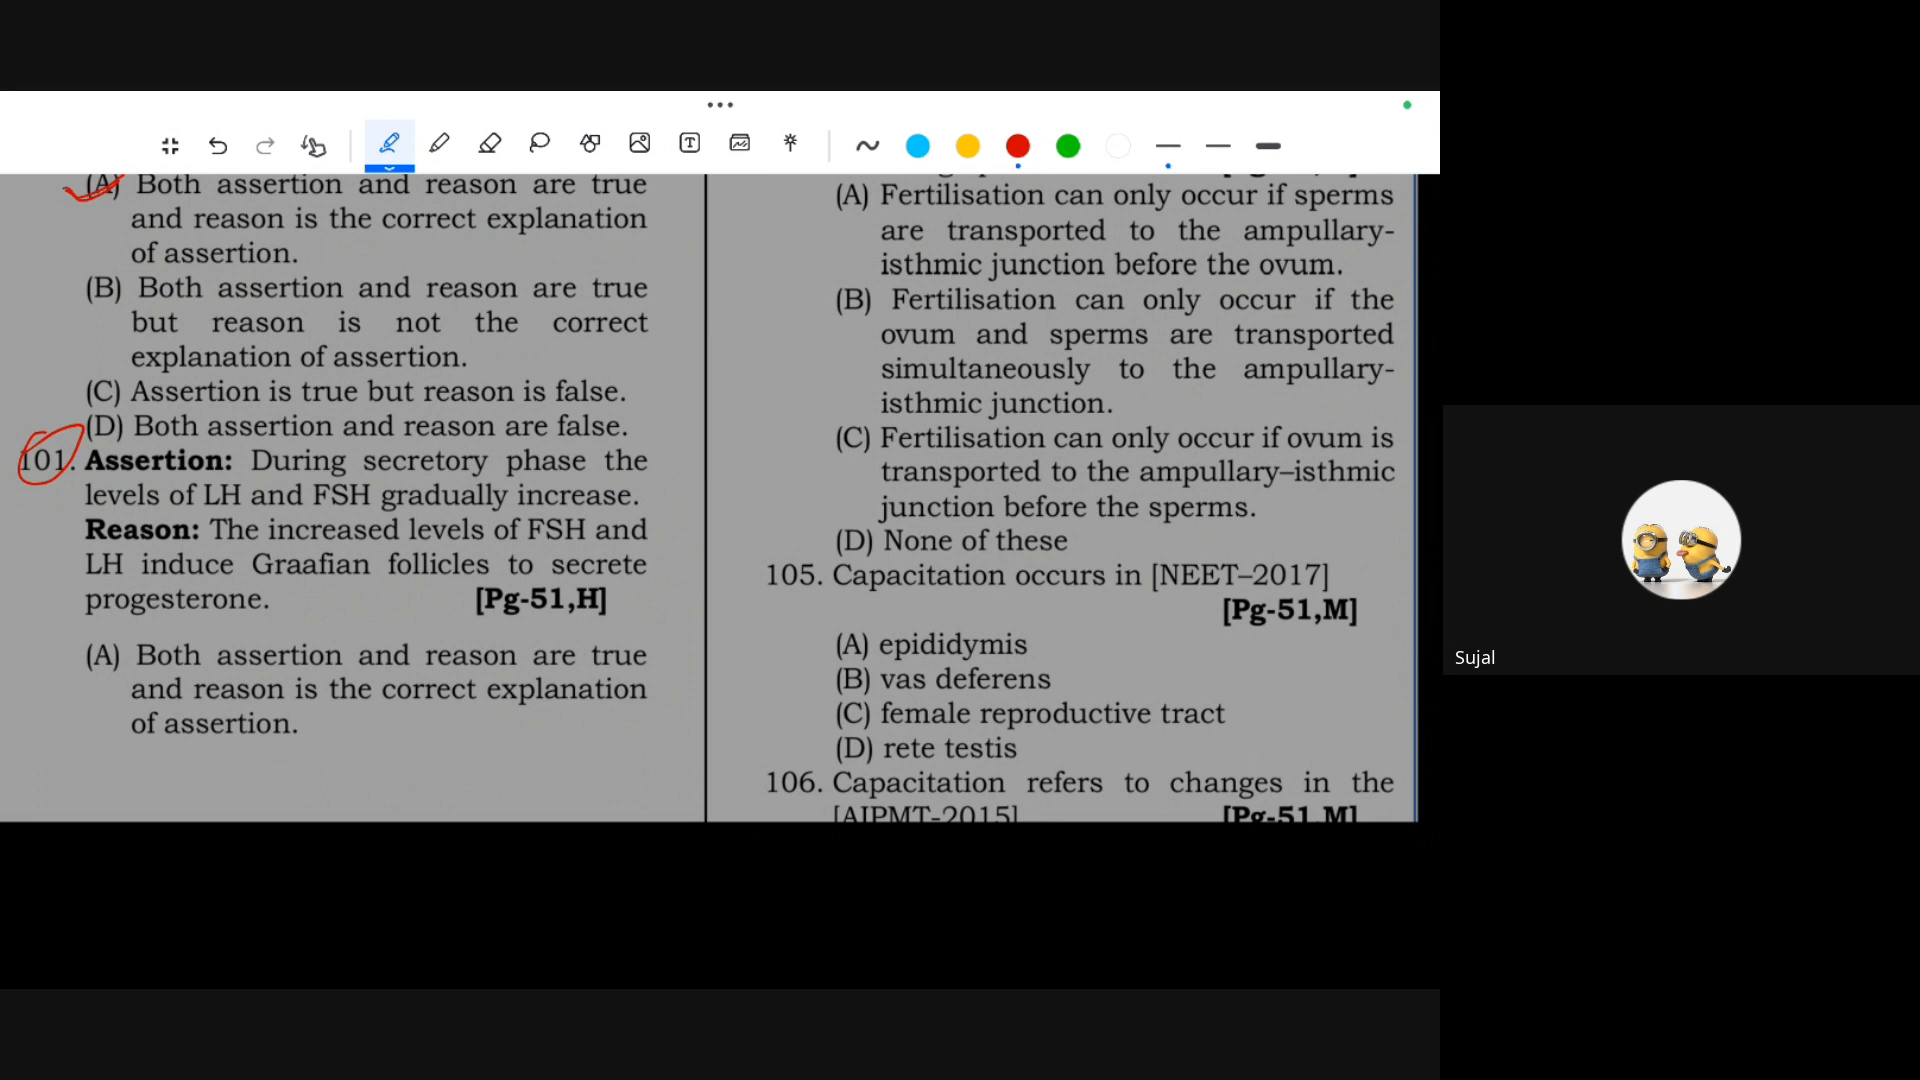 (A) Both assertion and reason are true
and reason is the correct explanation
of assertion.
(B) Both assertion and reason are true
but reason is not the correct
explanation of assertion.
(C) Assertion is true but reason is false.
(D) Both assertion and reason are false.
101. Assertion: During secretory phase the
levels of LH and FSH gradually increase.
Reason: The increased levels of FSH and
LH induce Graafian follicles to secrete
progesterone. [Pg-51,H]
(A) Both assertion and reason are true
and reason is the correct explanation
of assertion.
(A) Fertilisation can only occur if sperms
are transported to the ampullary-
isthmic junction before the ovum.
(B) Fertilisation can only occur if the
ovum and sperms are transported
simultaneously to the ampullary-
isthmic junction.
(C) Fertilisation can only occur if ovum is
transported to the ampullary–isthmic
junction before the sperms.
(D) None of these
105. Capacitation occurs in [NEET–2017]
[Pg-51,M]
(A) epididymis
(B) vas deferens
(C) female reproductive tract
(D) rete testis
106. Capacitation refers to changes in the
[AIPMT-2015] [Pg-51,M]
Sujal